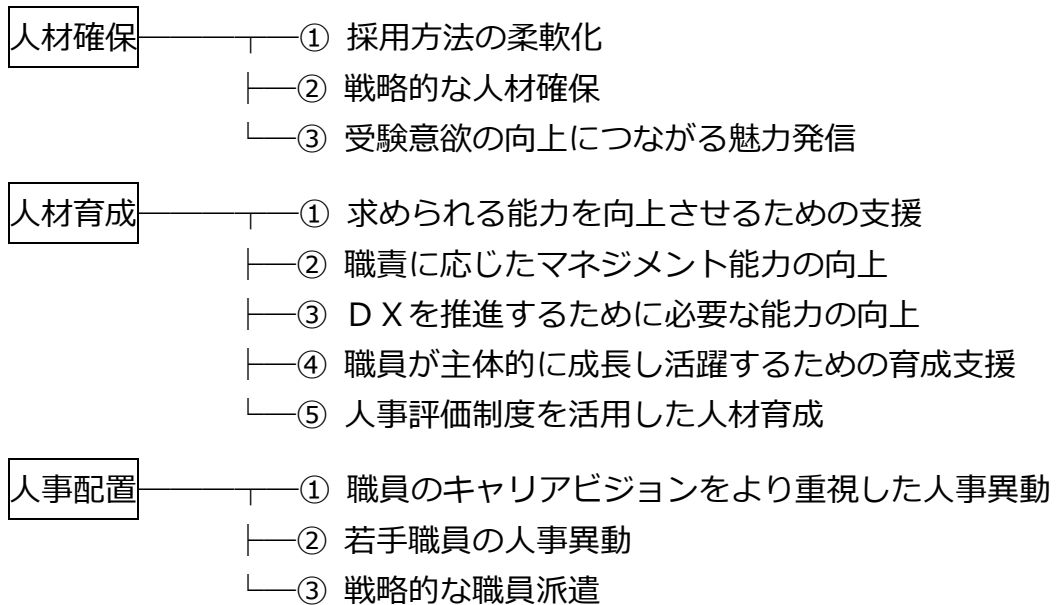 人材確保 ① 採用方法の柔軟化
② 戦略的な人材確保
③ 受験意欲の向上につながる魅力発信
人材育成 ① 求められる能力を向上させるための支援
② 職責に応じたマネジメント能力の向上
③ ＤＸを推進するために必要な能力の向上
④ 職員が主体的に成長し活躍するための育成支援
⑤ 人事評価制度を活用した人材育成
人事配置 ① 職員のキャリアビジョンをより重視した人事異動
② 若手職員の人事異動
③ 戦略的な職員派遣